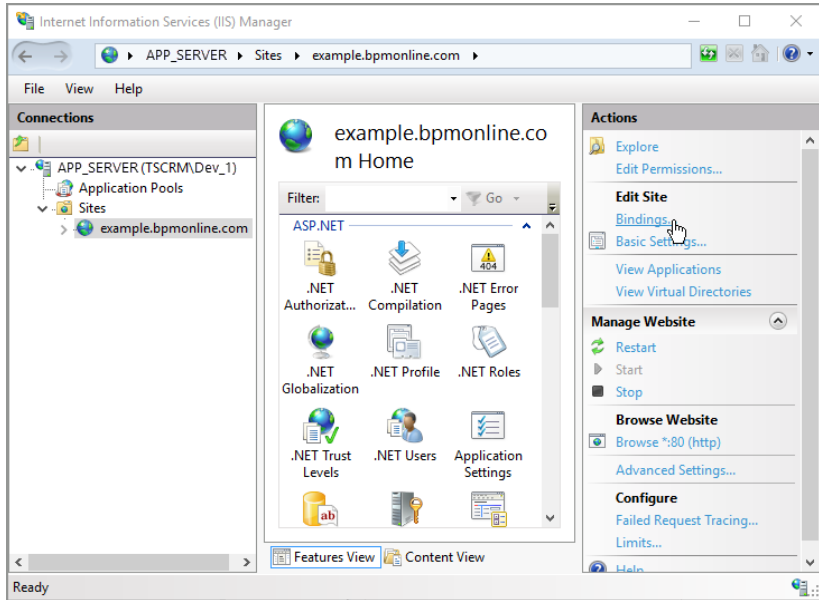 Internet Information Services (IIS) Manager
APP_SERVER
Sites
example.bpmonline.com
File
View
Help
Connections
APP_SERVER (TSCRM\Dev_1)
Application Pools
Sites
example.bpmonline.com
example.bpmonline.co
m Home
Filter:
Go
ASP.NET
.NET
Authorizat...
.NET
Compilation
404
.NET Error
Pages
.NET
Globalization
.NET Profile
.NET Roles
.NET Trust
Levels
.NET Users
Application
Settings
ab
Features View
Content View
Actions
Explore
Edit Permissions...
Edit Site
Bindings...
Basic Settings...
View Applications
View Virtual Directories
Manage Website
Restart
Start
Stop
Browse Website
Browse *:80 (http)
Advanced Settings...
Configure
Failed Request Tracing...
Limits...
Help
Ready